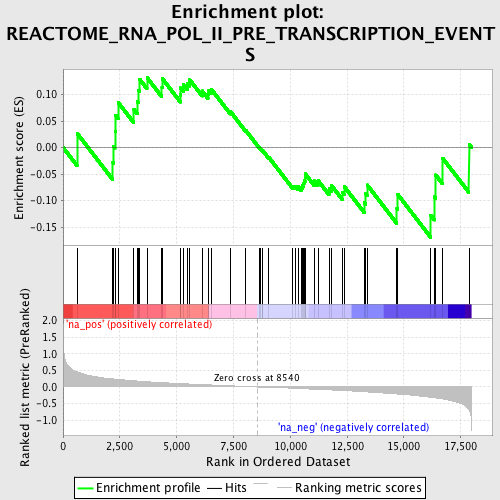 Enrichment plot:
REACTOME_RNA_POL_II_PRE_TRANSCRIPTION_EVENT
S
Enrichment score (ES)
0.10
0.05
0.00
-0.05
-0.10
-0.15
'na_pos' (positively correlated)
Ranked list metric (PreRanked)
2.0
1.5
1.0
0.5
0.0
-0.5
-1.0
Zero cross at 8540
'na_neg' (negatively correlated)
0
2,500
5,000
7,500
10,000
12,500
15,000
17,500
Rank in Ordered Dataset
Enrichment profile
Hits
Ranking metric scores